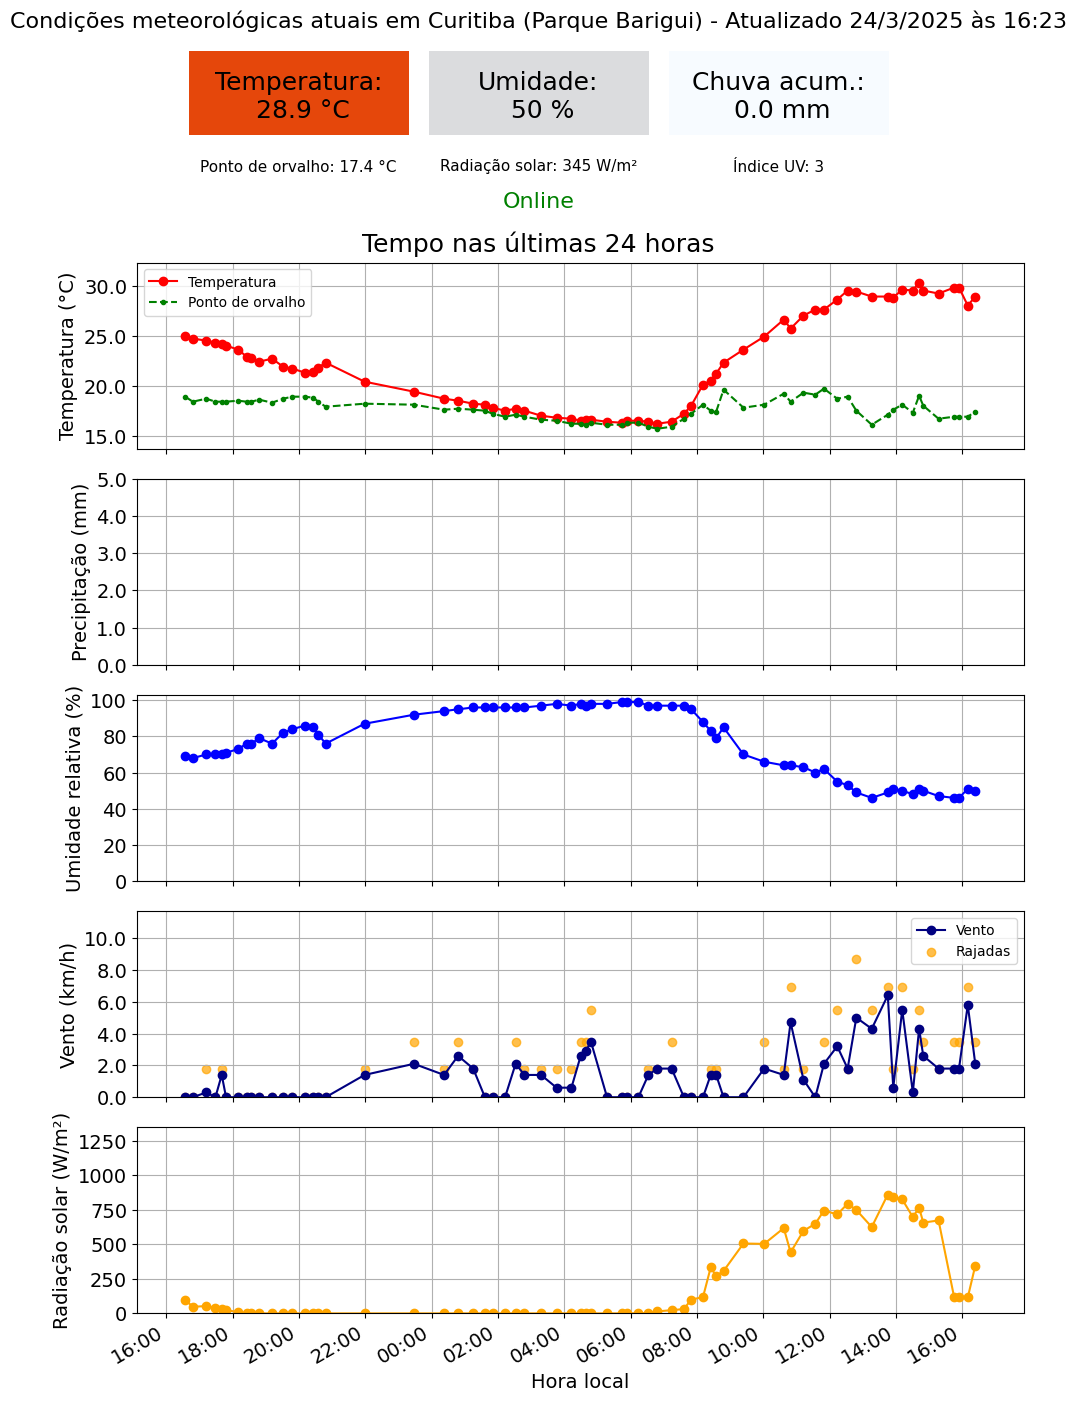 Condições meteorológicas atuais em Curitiba (Parque Barigui) - Atualizado 24/3/2025 às 16:23
Temperatura:
28.9 °C
Umidade:
50 %
Chuva acum.:
0.0 mm
Ponto de orvalho: 17.4 °C
Radiação solar: 345 W/m²
Índice UV: 3
Online
Tempo nas últimas 24 horas
Temperatura (°C)
30.0
25.0
20.0
15.0
Temperatura
Ponto de orvalho
Precipitação (mm)
5.0
4.0
3.0
2.0
1.0
0.0
Umidade relativa (%)
100
80
60
40
20
0
Vento (km/h)
10.0
8.0
6.0
4.0
2.0
0.0
Vento
Rajadas
Radiação solar (W/m²)
1250
1000
750
500
250
0
16:00
18:00
20:00
22:00
00:00
02:00
04:00
06:00
08:00
10:00
12:00
14:00
16:00
Hora local